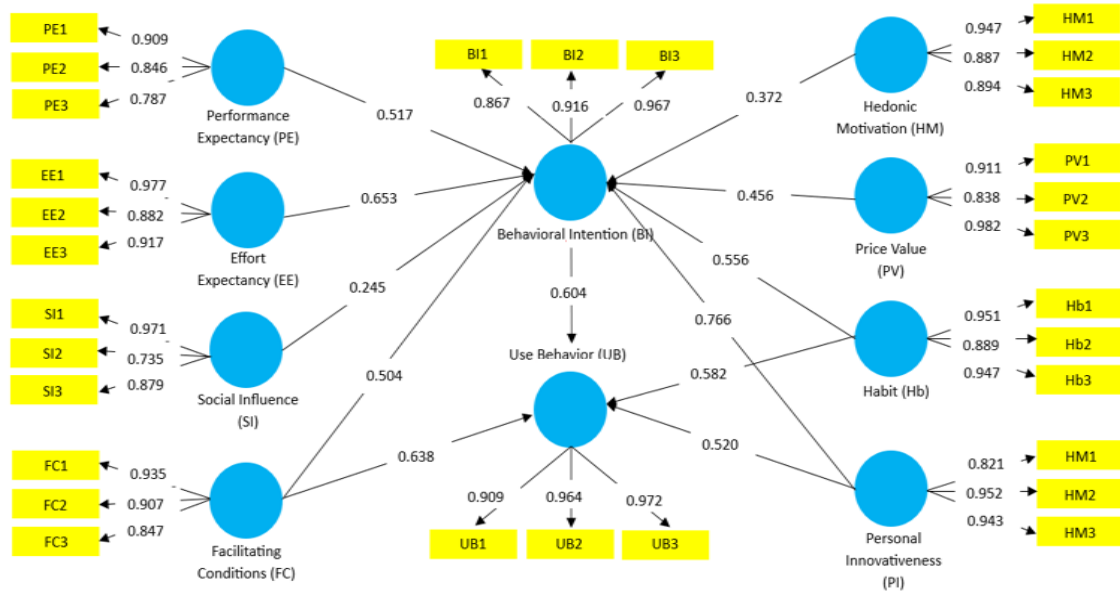 PE1
0.909
PE2
0.846
PE3
0.787
Performance
Expectancy (PE)
0.517
EE1
0.977
EE2
0.882
EE3
0.917
Effort
Expectancy (EE)
0.653
SI1
0.971
SI2
0.735
SI3
0.879
Social Influence
(SI)
0.245
FC1
0.935
FC2
0.907
FC3
0.847
Facilitating
Conditions (FC)
0.504
0.638
BI1
BI2
BI3
0.867
0.916
0.967
Behavioral Intention (BI)
0.604
Use Behavior (UB)
0.909
0.964
0.972
UB1
UB2
UB3
0.372
0.456
0.556
0.766
0.582
0.520
0.947
HM1
0.887
HM2
0.894
HM3
Hedonic
Motivation (HM)
0.911
PV1
0.838
PV2
0.982
PV3
Price Value
(PV)
0.951
Hb1
0.889
Hb2
0.947
Hb3
Habit (Hb)
0.821
HM1
0.952
HM2
0.943
HM3
Personal
Innovativeness
(PI)